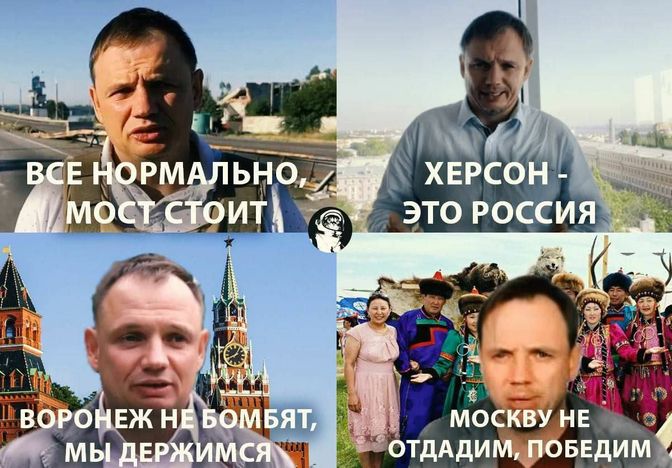 ВСЕ НОРМАЛЬНО,
МОСТ СТОИТ
ХЕРСОН -
ЭТО РОССИЯ
ВОРОНЕЖ НЕ БОМБЯТ,
МЫ ДЕРЖИМСЯ
МОСКВУ НЕ
ОТДАДИМ, ПОБЕДИМ